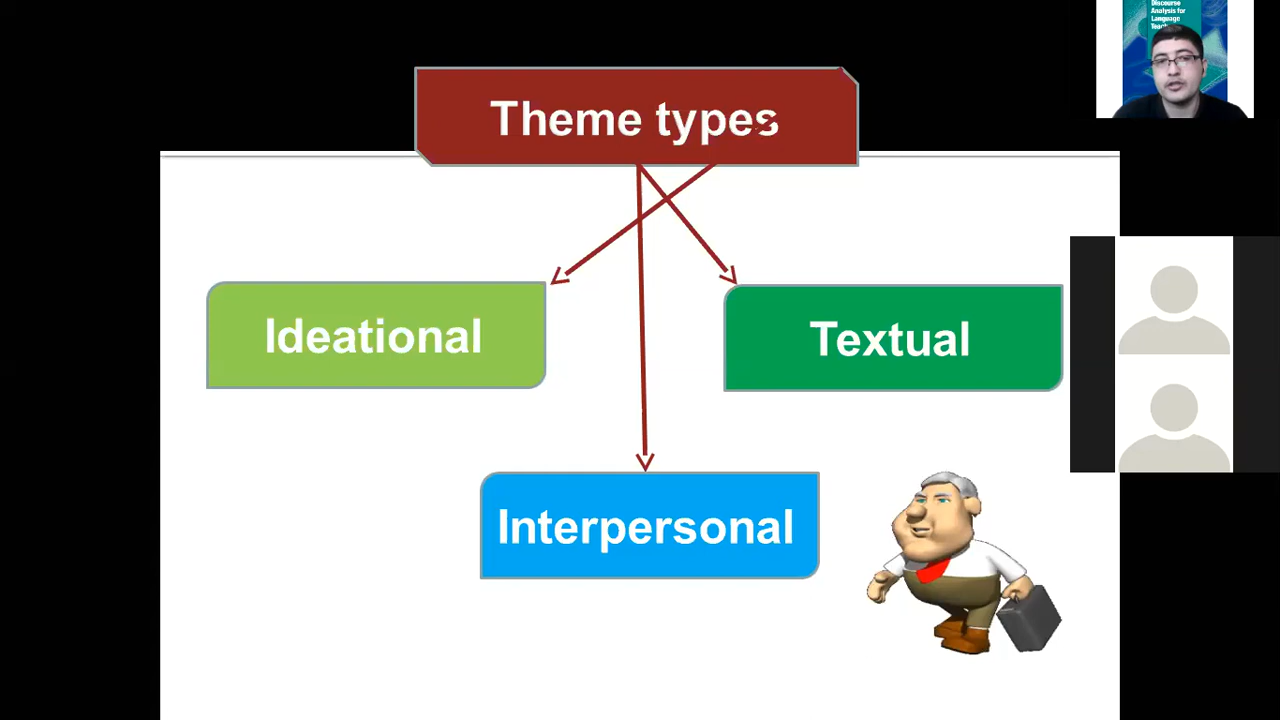 Discourse
Analysis for
Language
Theme types
Ideational
Textual
Interpersonal